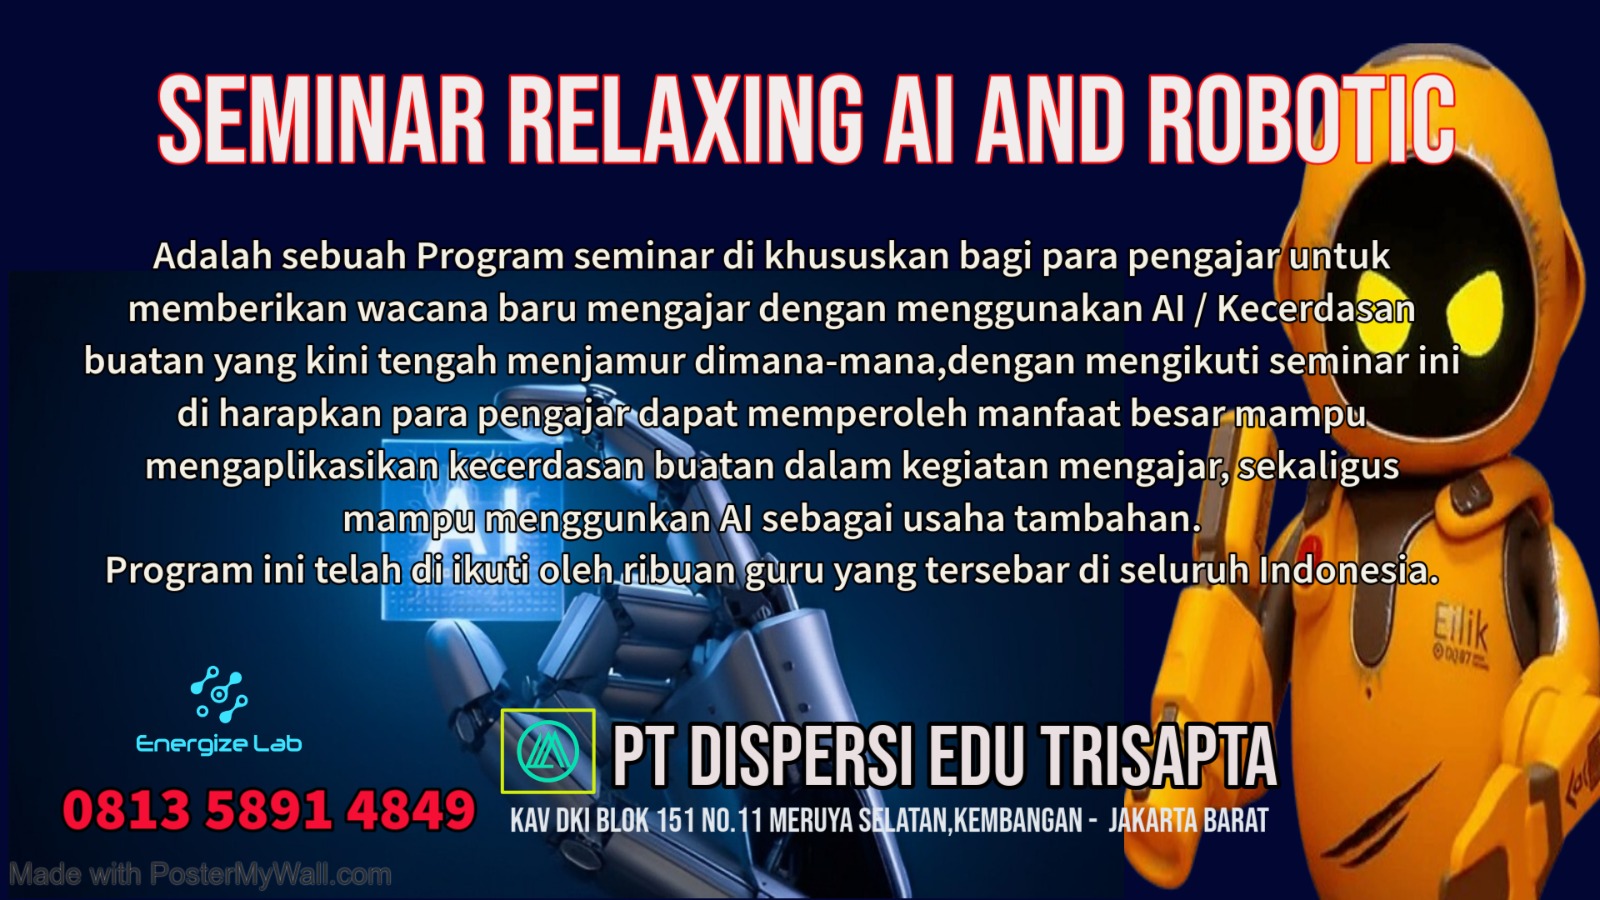 SEMINAR RELAXING AI AND ROBOTIC
Adalah sebuah Program seminar di khususkan bagi para pengajar untuk
memberikan wacana baru mengajar dengan menggunakan AI / Kecerdasan
buatan yang kini tengah menjamur dimana-mana,dengan mengikuti seminar ini
di harapkan para pengajar dapat memperoleh manfaat besar mampu
mengaplikasikan kecerdasan buatan dalam kegiatan mengajar, sekaligus
mampu menggunkan AI sebagai usaha tambahan.
Program ini telah di ikuti oleh ribuan guru yang tersebar di seluruh Indonesia.
AI
Energize Lab
0813 5891 4849
PT DISPERSI EDU TRISAPTA
KAV DKI BLOK 151 NO.11 MERUYA SELATAN,KEMBANGAN - JAKARTA BARAT
Made with PosterMyWall.com